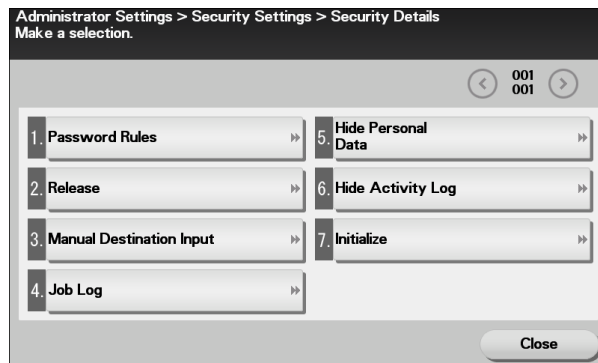 Administrator Settings > Security Settings > Security Details
Make a selection.
001
001
1. Password Rules
2. Release
3. Manual Destination Input
4. Job Log
5. Hide Personal
Data
6. Hide Activity Log
7. Initialize
Close